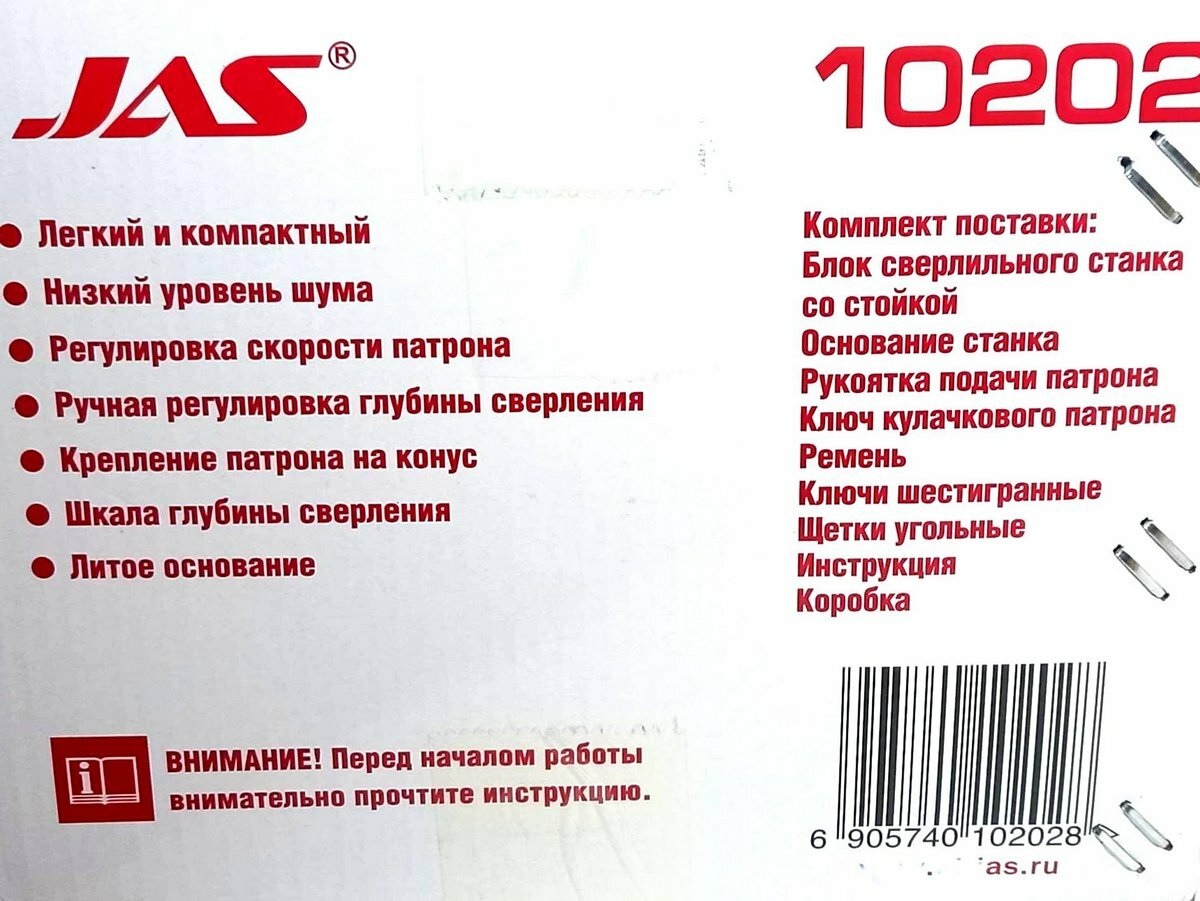 JAS®
10202
Легкий и компактный
Низкий уровень шума
Регулировка скорости патрона
Ручная регулировка глубины сверления
Крепление патрона на конус
Шкала глубины сверления
Литое основание
Комплект поставки:
Блок сверлильного станка
со стойкой
Основание станка
Рукоятка подачи патрона
Ключ кулачкового патрона
Ремень
Ключи шестигранные
Щетки угольные
Инструкция
Коробка
ВНИМАНИЕ! Перед началом работы
внимательно прочтите инструкцию.
6 905740 102028
as.ru